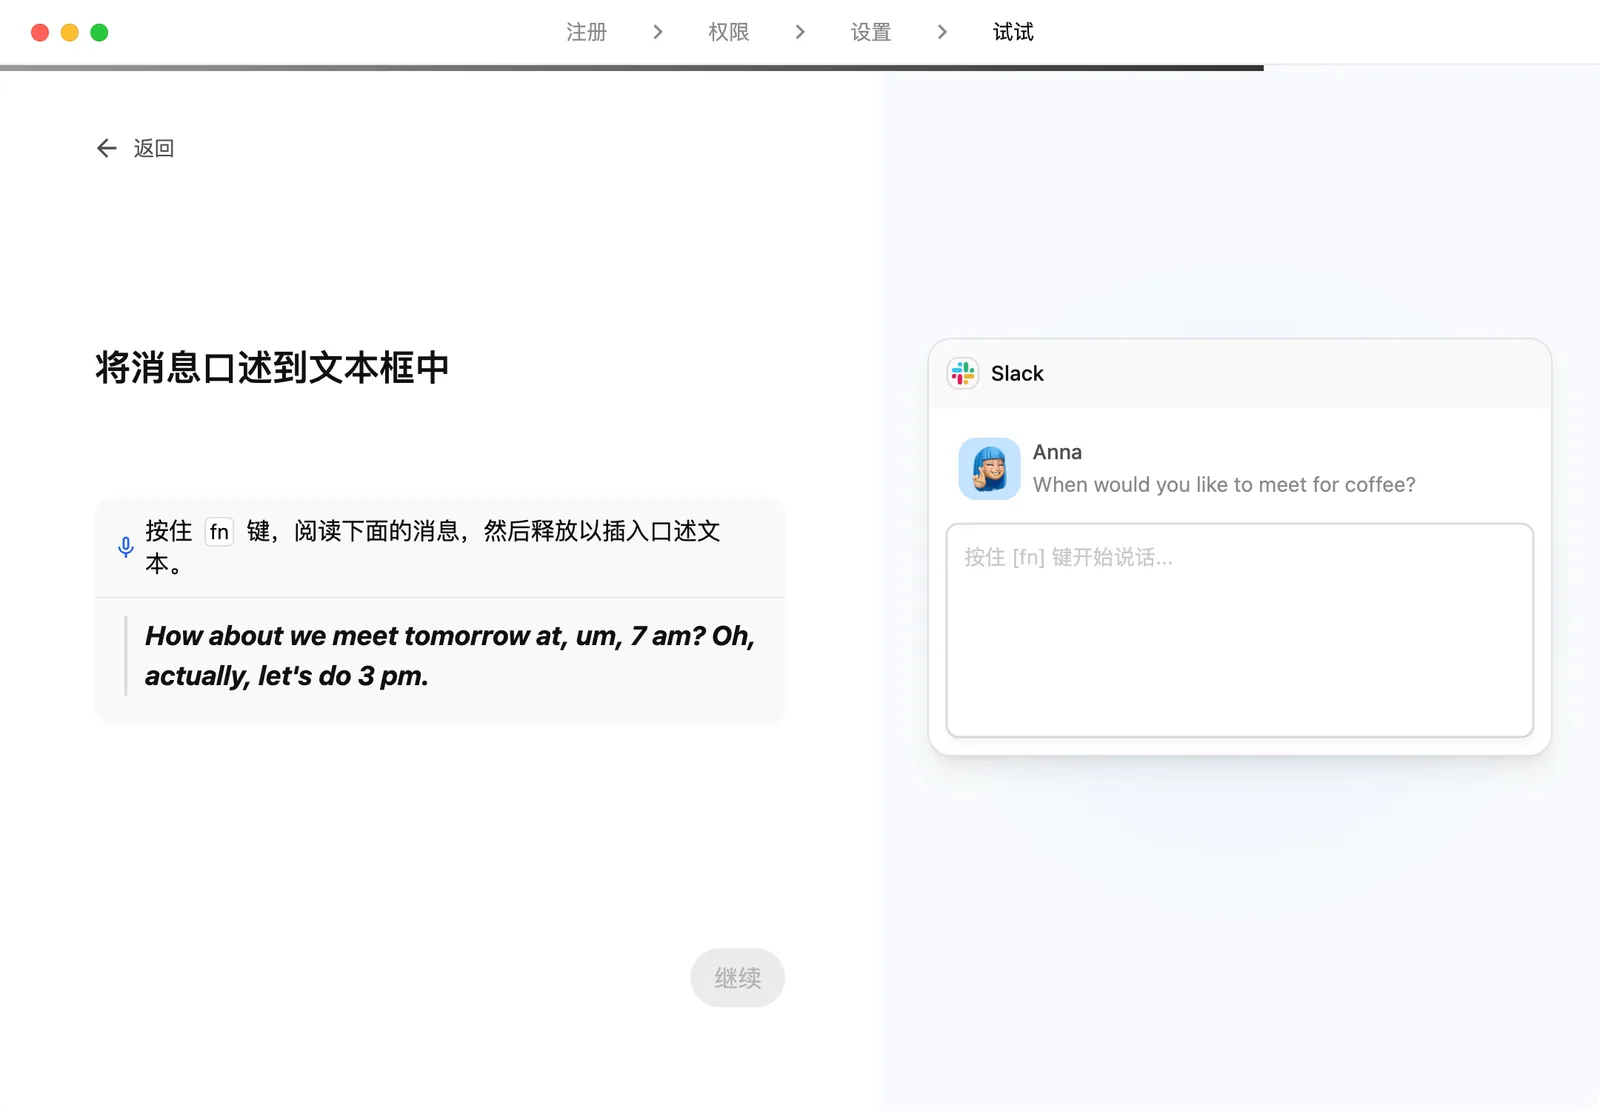 注册
权限
设置
试试
返回
将消息口述到文本框中
按住 fn 键，阅读下面的消息，然后释放以插入口述文
本。
How about we meet tomorrow at, um, 7 am? Oh,
actually, let's do 3 pm.
继续
Slack
Anna
When would you like to meet for coffee?
按住 [fn] 键开始说话...